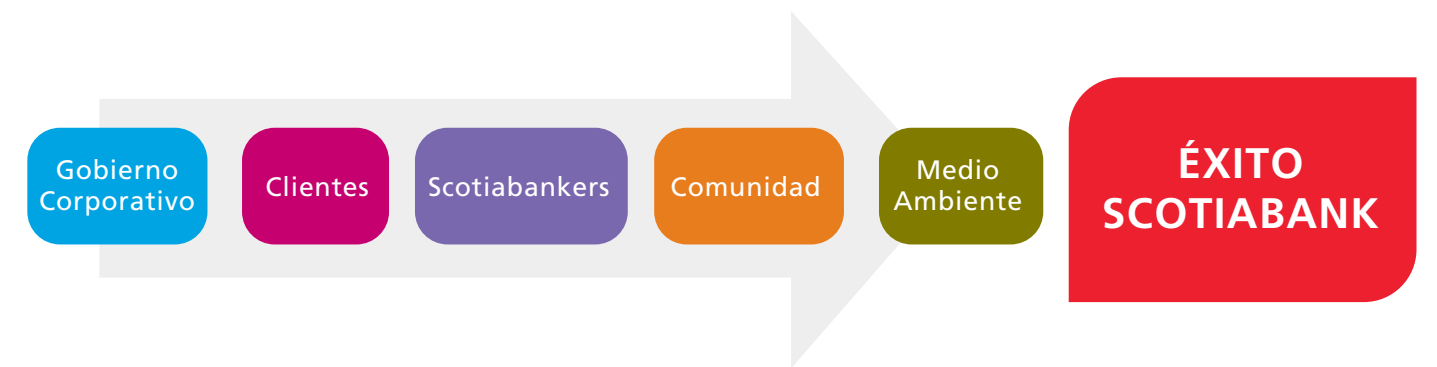 Gobierno
Corporativo
Clientes
Scotiabankers
Comunidad
Medio
Ambiente
ÉXITO
SCOTIABANK